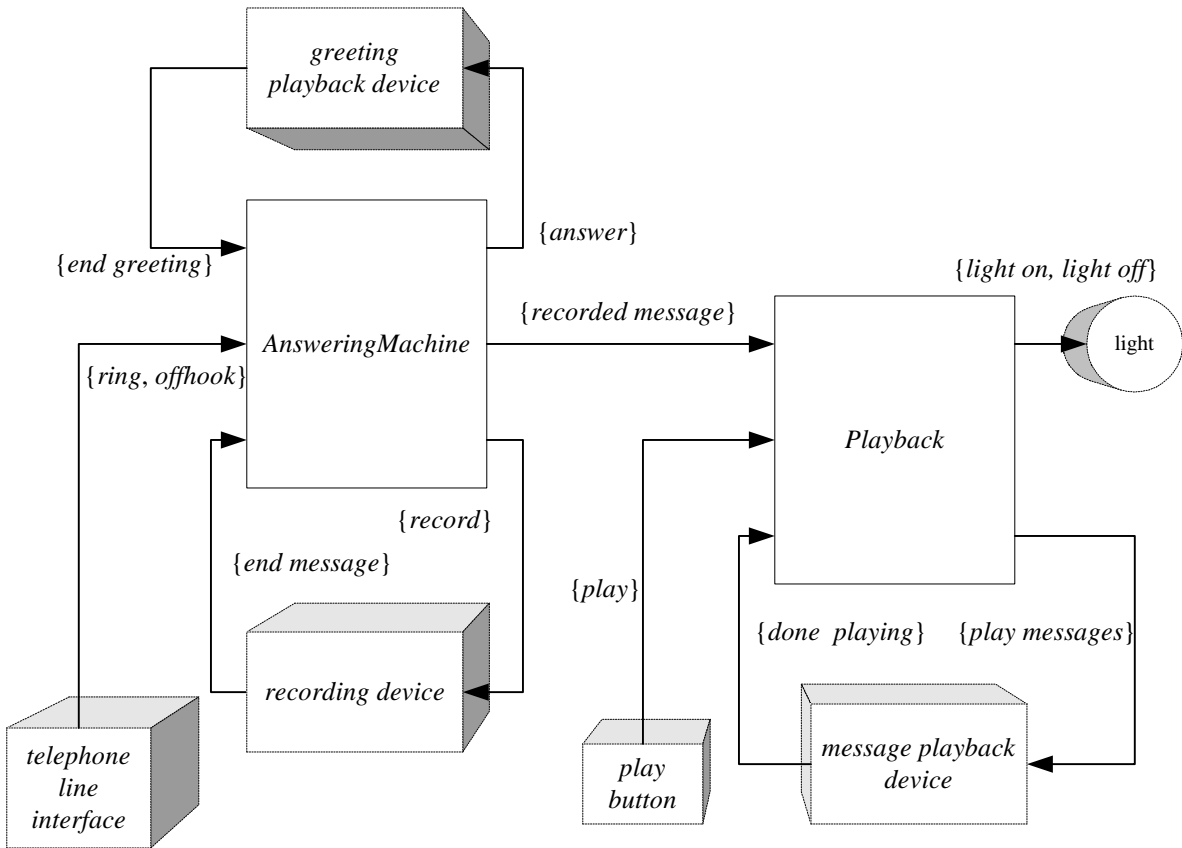 greeting
playback device
{answer}
{end greeting}
{light on, light off}
{recorded message}
AnsweringMachine
light
{ring, offhook}
Playback
{record}
{end message}
{play}
{done playing}
{play messages}
recording device
telephone
line
interface
play
button
message playback
device